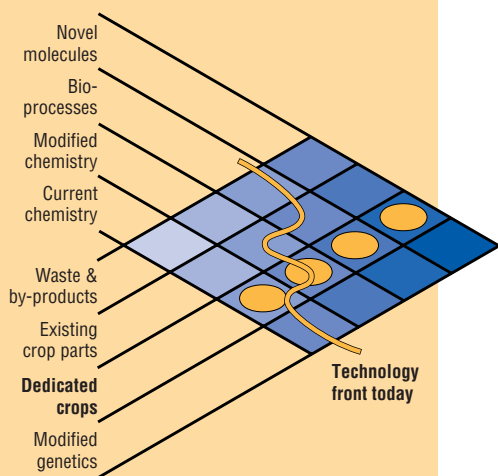 Novel
molecules
Bio-
processes
Modified
chemistry
Current
chemistry
Waste &
by-products
Existing
crop parts
Dedicated
crops
Modified
genetics
Technology
front today